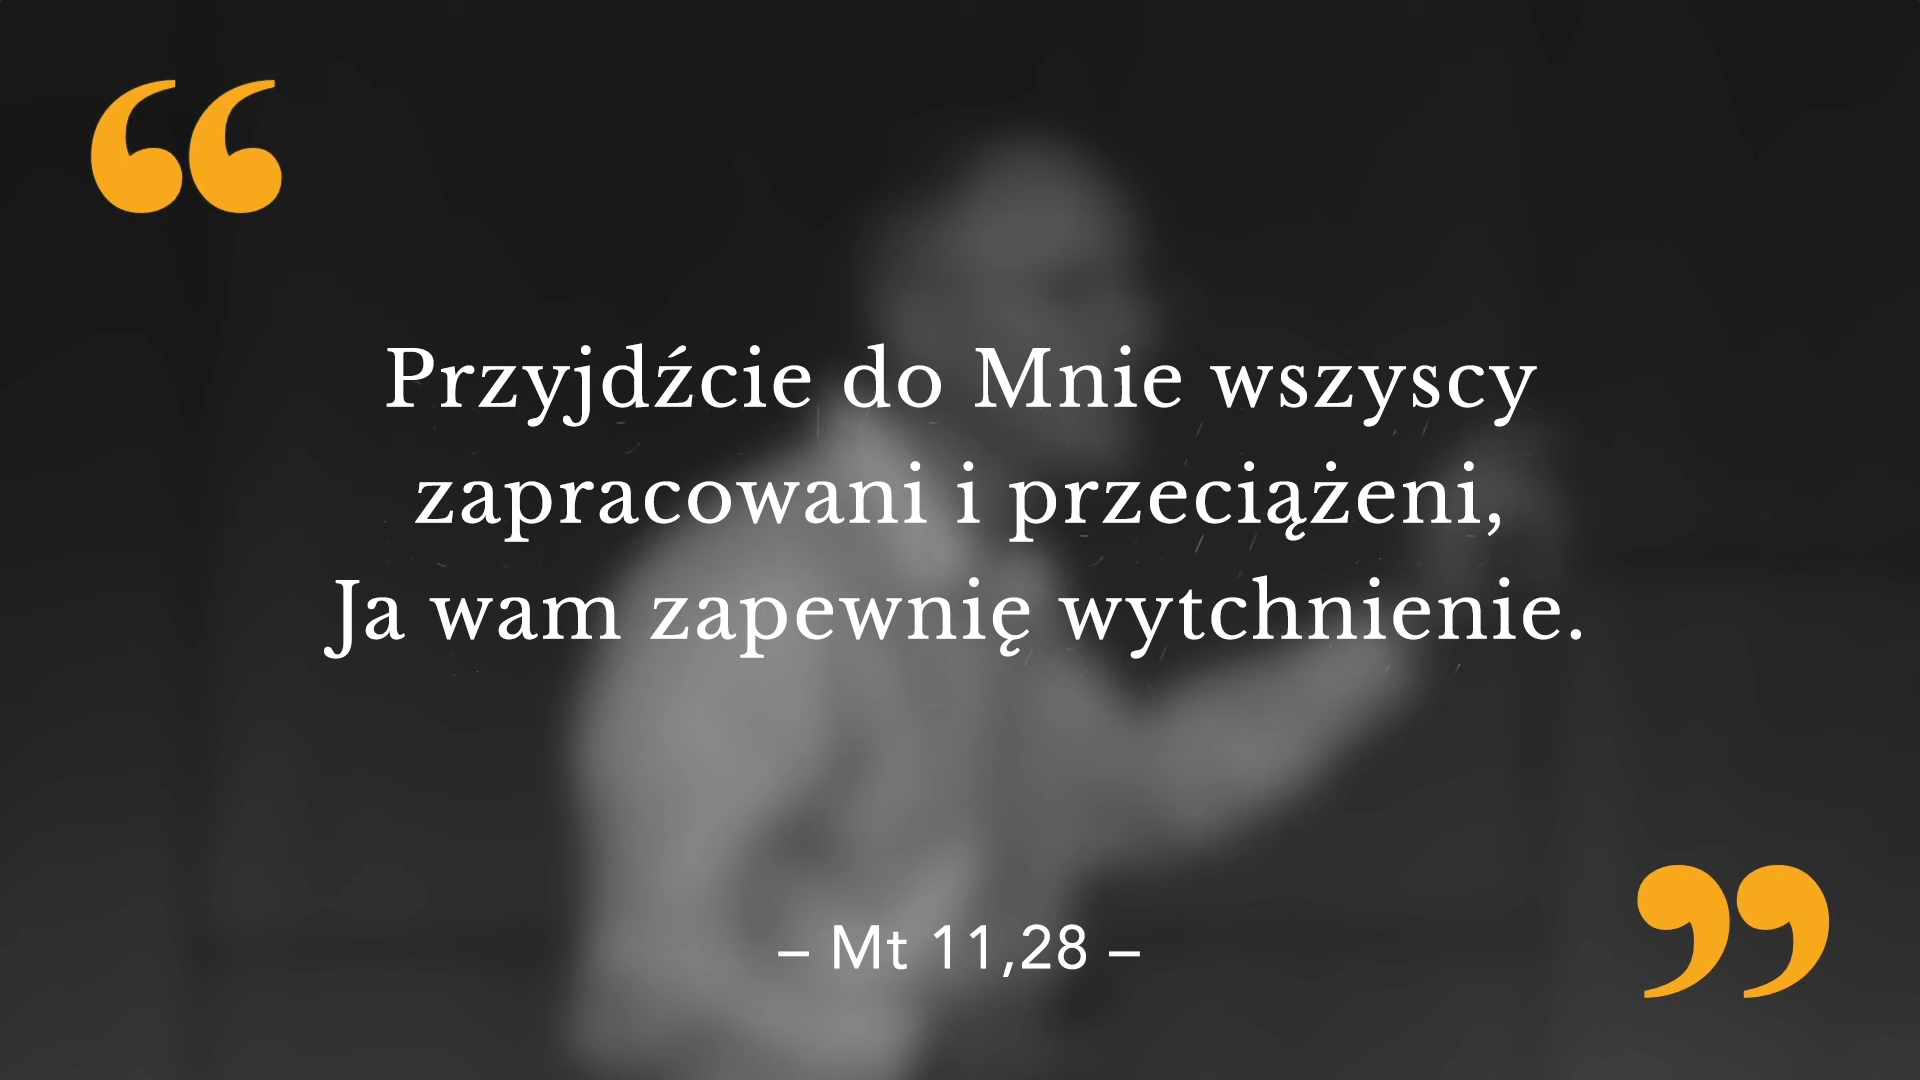 “
Przyjdźcie do Mnie wszyscy
zapracowani i przeciążeni,
Ja wam zapewnię wytchnienie.
– Mt 11,28 –
”